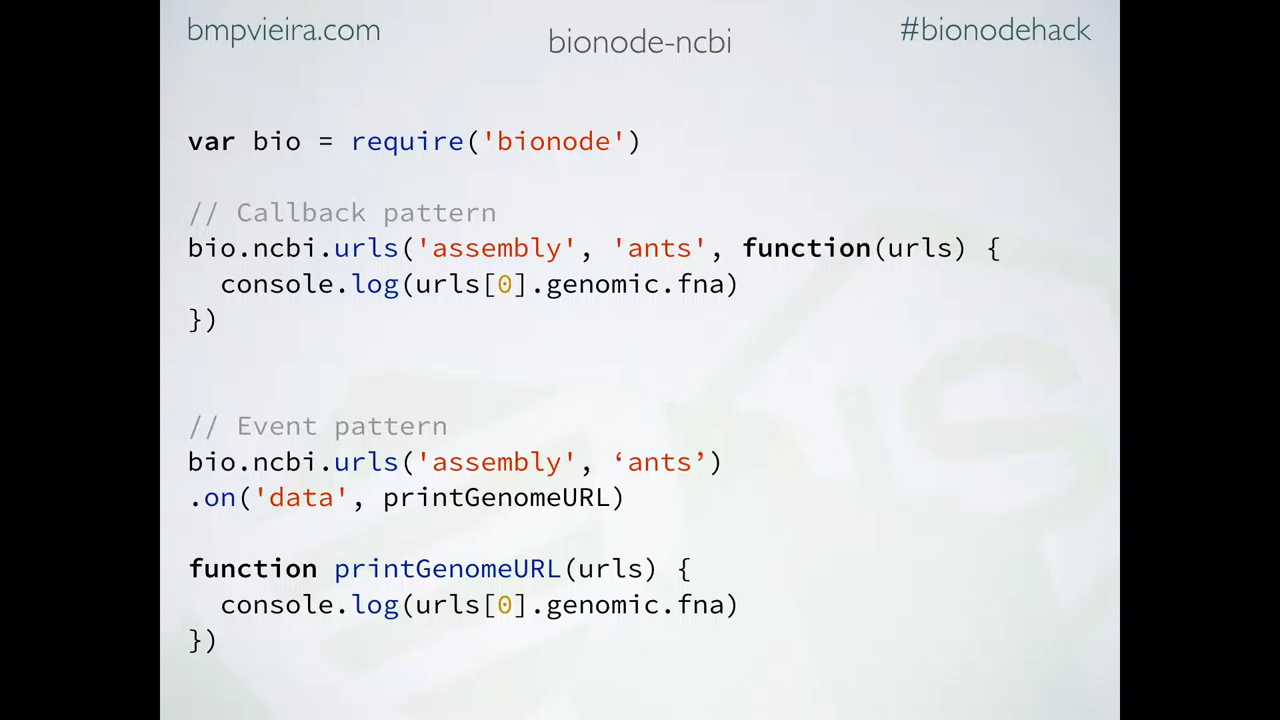 bmpvieira.com
bionode-ncbi
#bionodehack
var bio = require('bionode')
// Callback pattern
bio.ncbi.urls('assembly', 'ants', function(urls) {
  console.log(urls[0].genomic.fna)
})
// Event pattern
bio.ncbi.urls('assembly', ‘ants’)
.on('data', printGenomeURL)
function printGenomeURL(urls) {
  console.log(urls[0].genomic.fna)
})